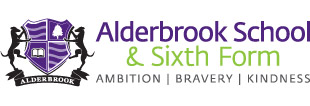 Alderbrook School
& Sixth Form
AMBITION | BRAVERY | KINDNESS
ALDERBROOK